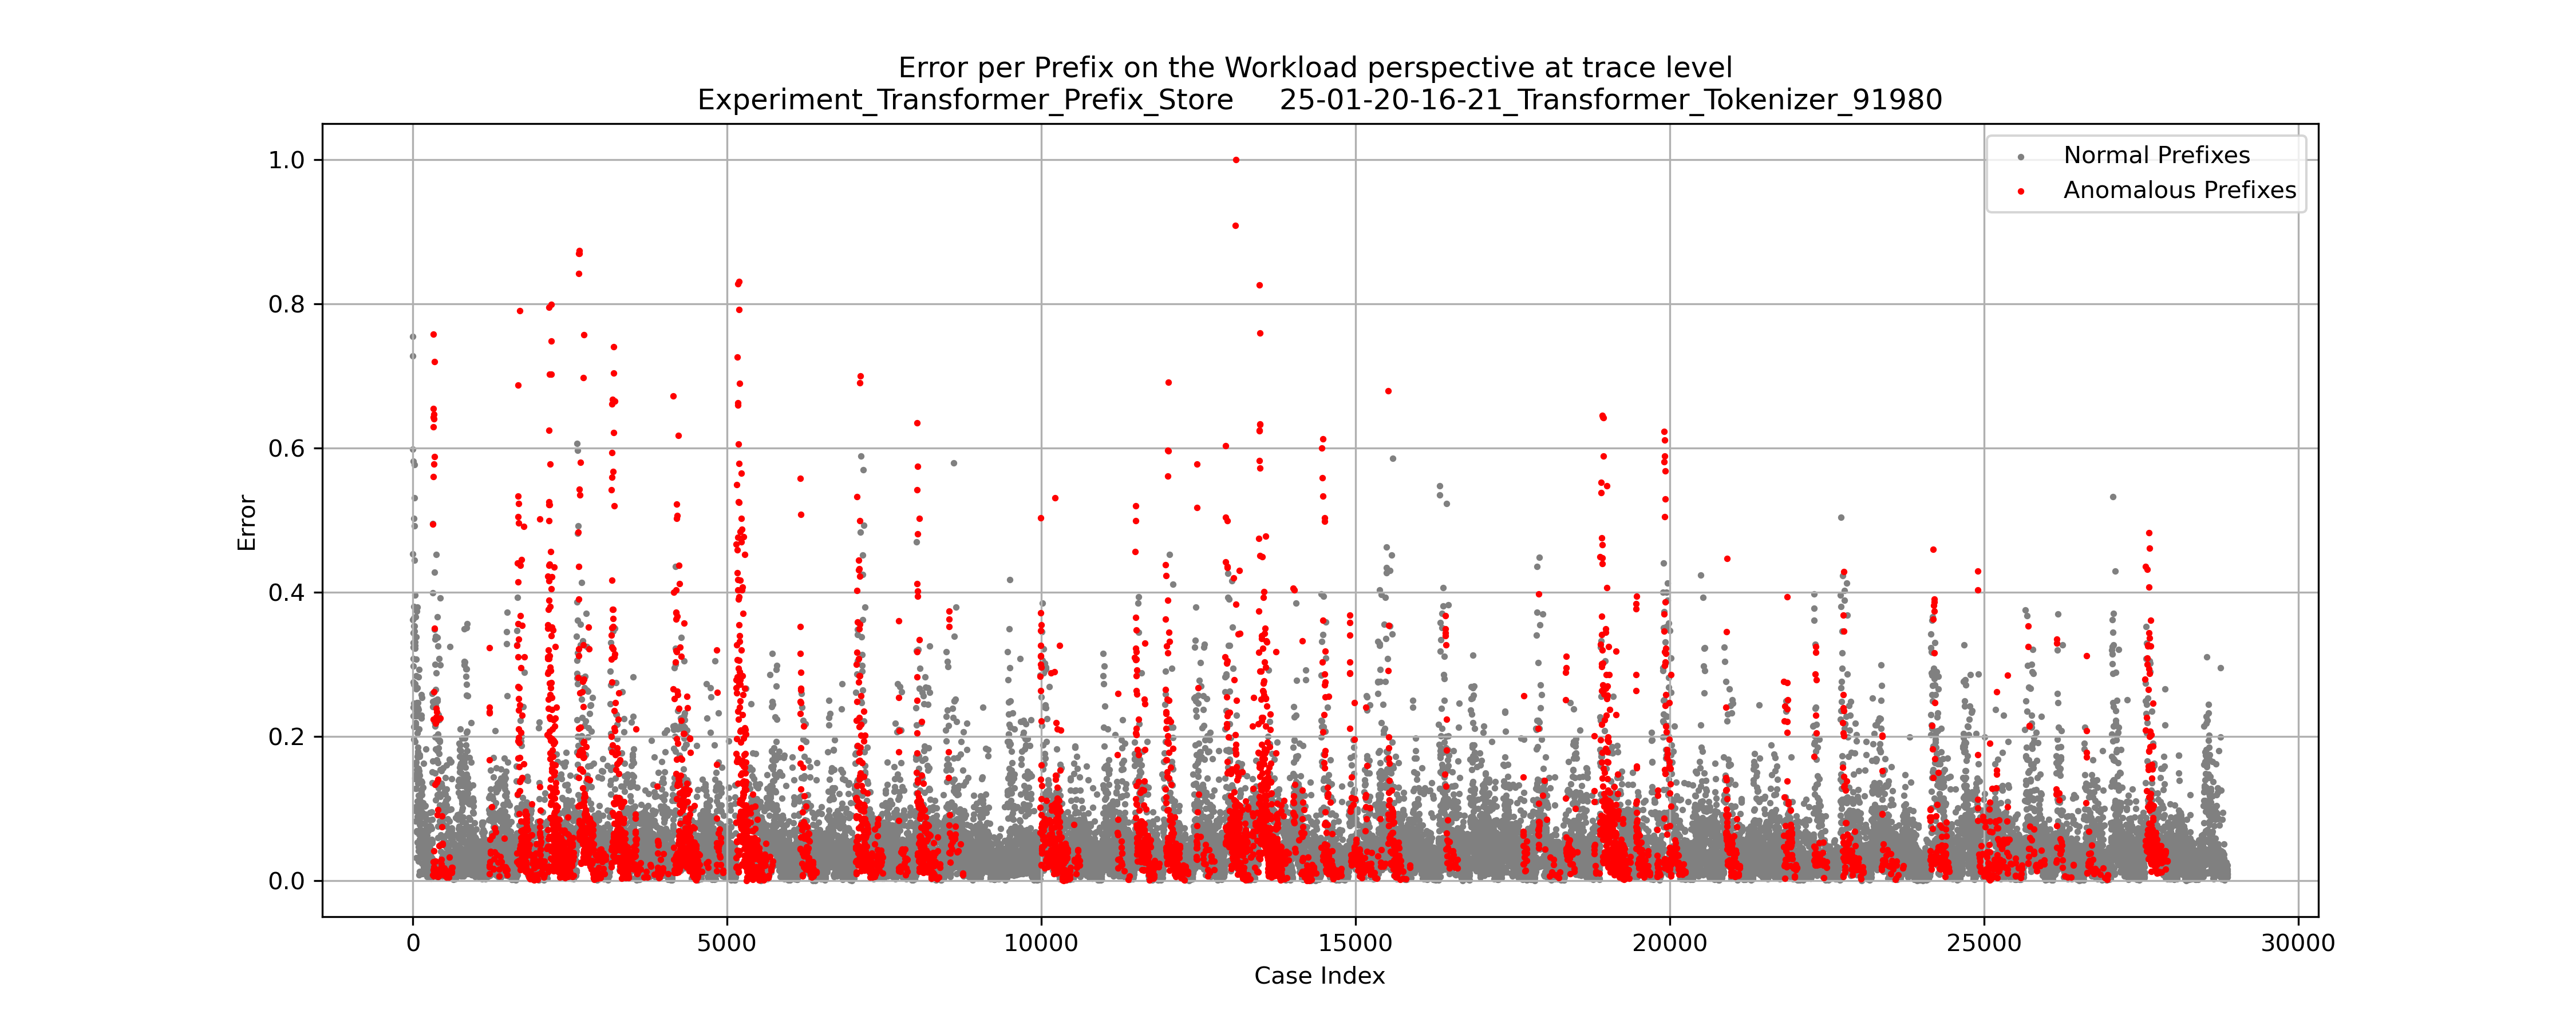 Error per Prefix on the Workload perspective at trace level
Experiment_Transformer_Prefix_Store 25-01-20-16-21_Transformer_Tokenizer_91980
Normal Prefixes
Anomalous Prefixes
1.0
0.8
0.6
0.4
0.2
0.0
Error
0 5000 10000 15000 20000 25000 30000
Case Index